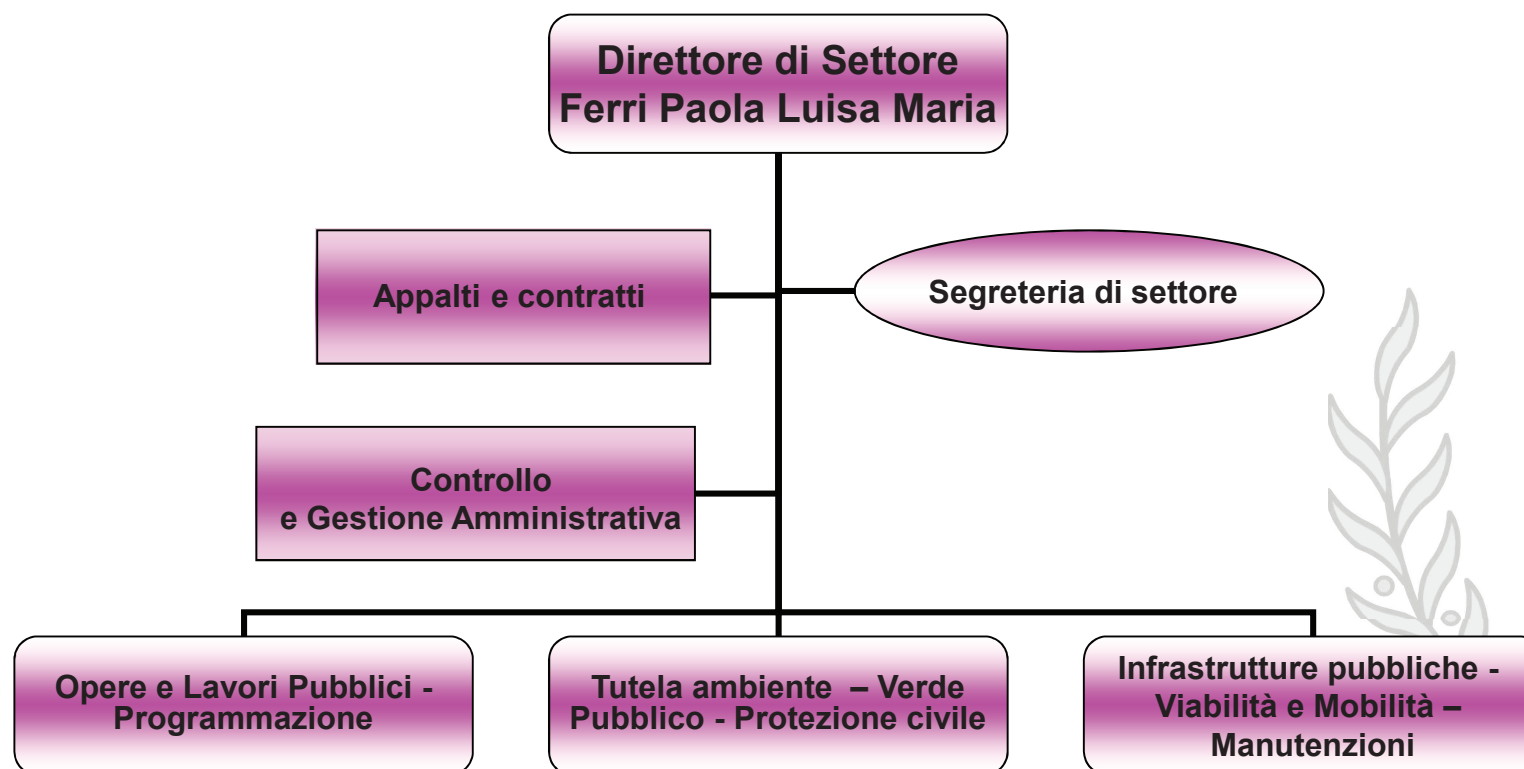 Direttore di Settore
Ferri Paola Luisa Maria
Appalti e contratti
Segreteria di settore
Controllo
e Gestione Amministrativa
Opere e Lavori Pubblici -
Programmazione
Tutela ambiente – Verde
Pubblico - Protezione civile
Infrastrutture pubbliche -
Viabilità e Mobilità –
Manutenzioni